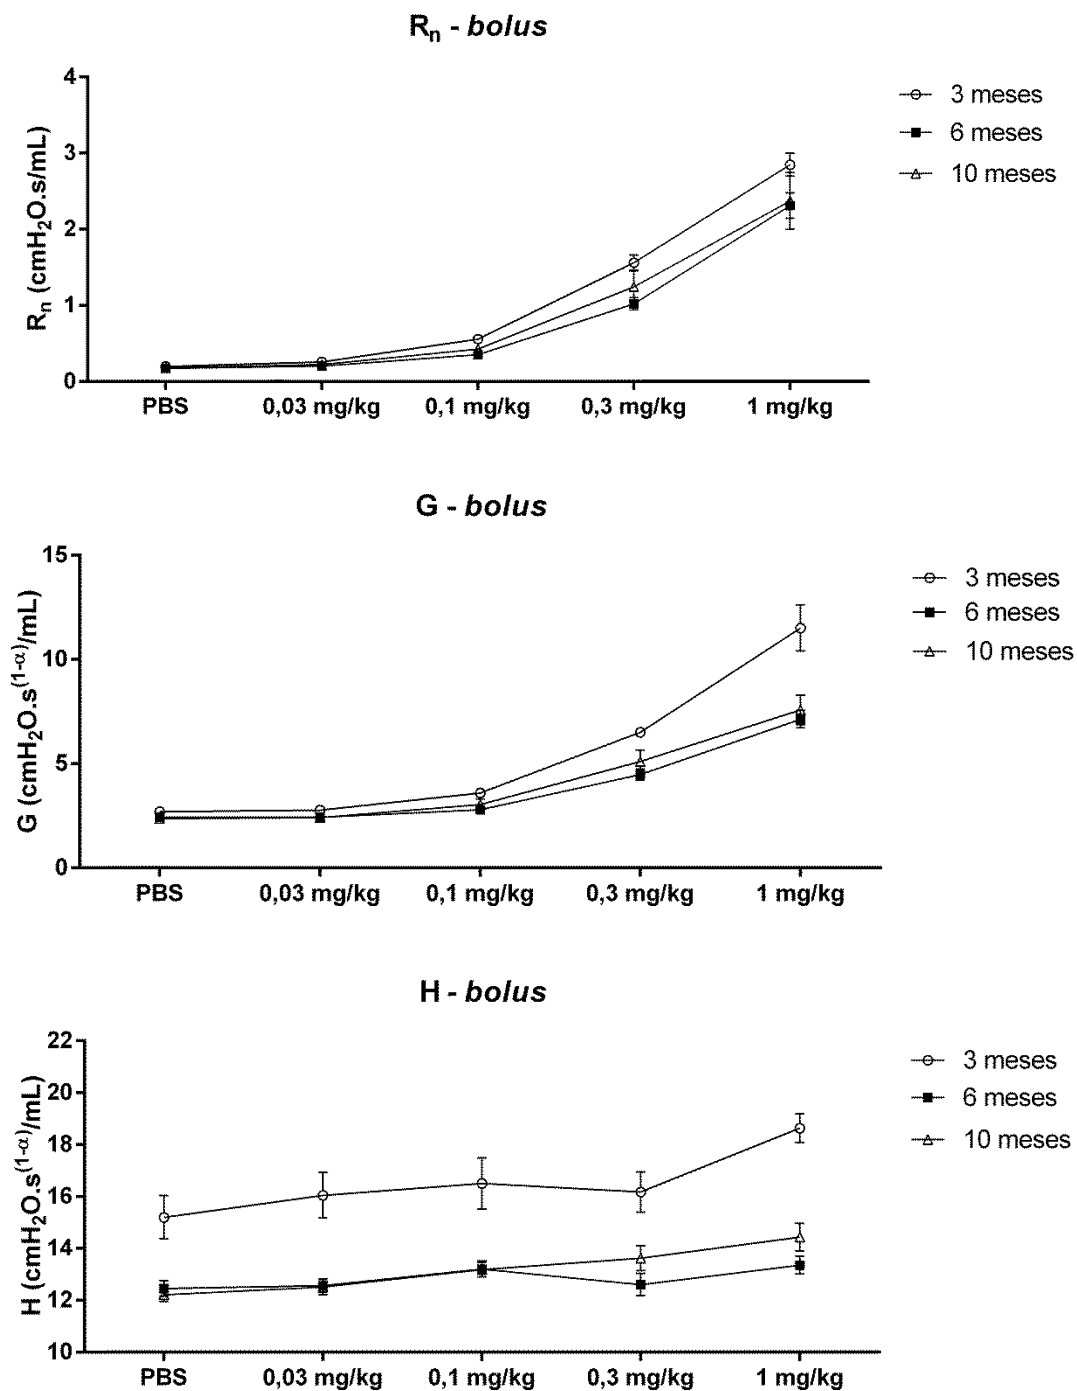 Rn - bolus
4
3
2
1
0
Rn (cmH2O.s/mL)
PBS 0,03 mg/kg 0,1 mg/kg 0,3 mg/kg 1 mg/kg
3 meses
6 meses
10 meses
G - bolus
15
10
5
0
G (cmH2O.s(1-α)/mL)
PBS 0,03 mg/kg 0,1 mg/kg 0,3 mg/kg 1 mg/kg
3 meses
6 meses
10 meses
H - bolus
22
20
18
16
14
12
10
H (cmH2O.s(1-α)/mL)
PBS 0,03 mg/kg 0,1 mg/kg 0,3 mg/kg 1 mg/kg
3 meses
6 meses
10 meses